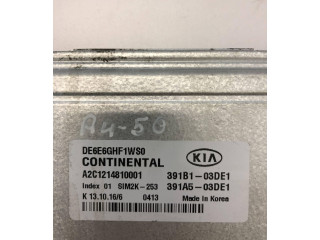 A4-50
DE6E6GHF1WS0
CONTINENTAL KIA
A2C1214810001 391B1-03DE1
Index 01 SIM2K-253 391A5-03DE1
K 13.10.16/6 0413 Made In Korea